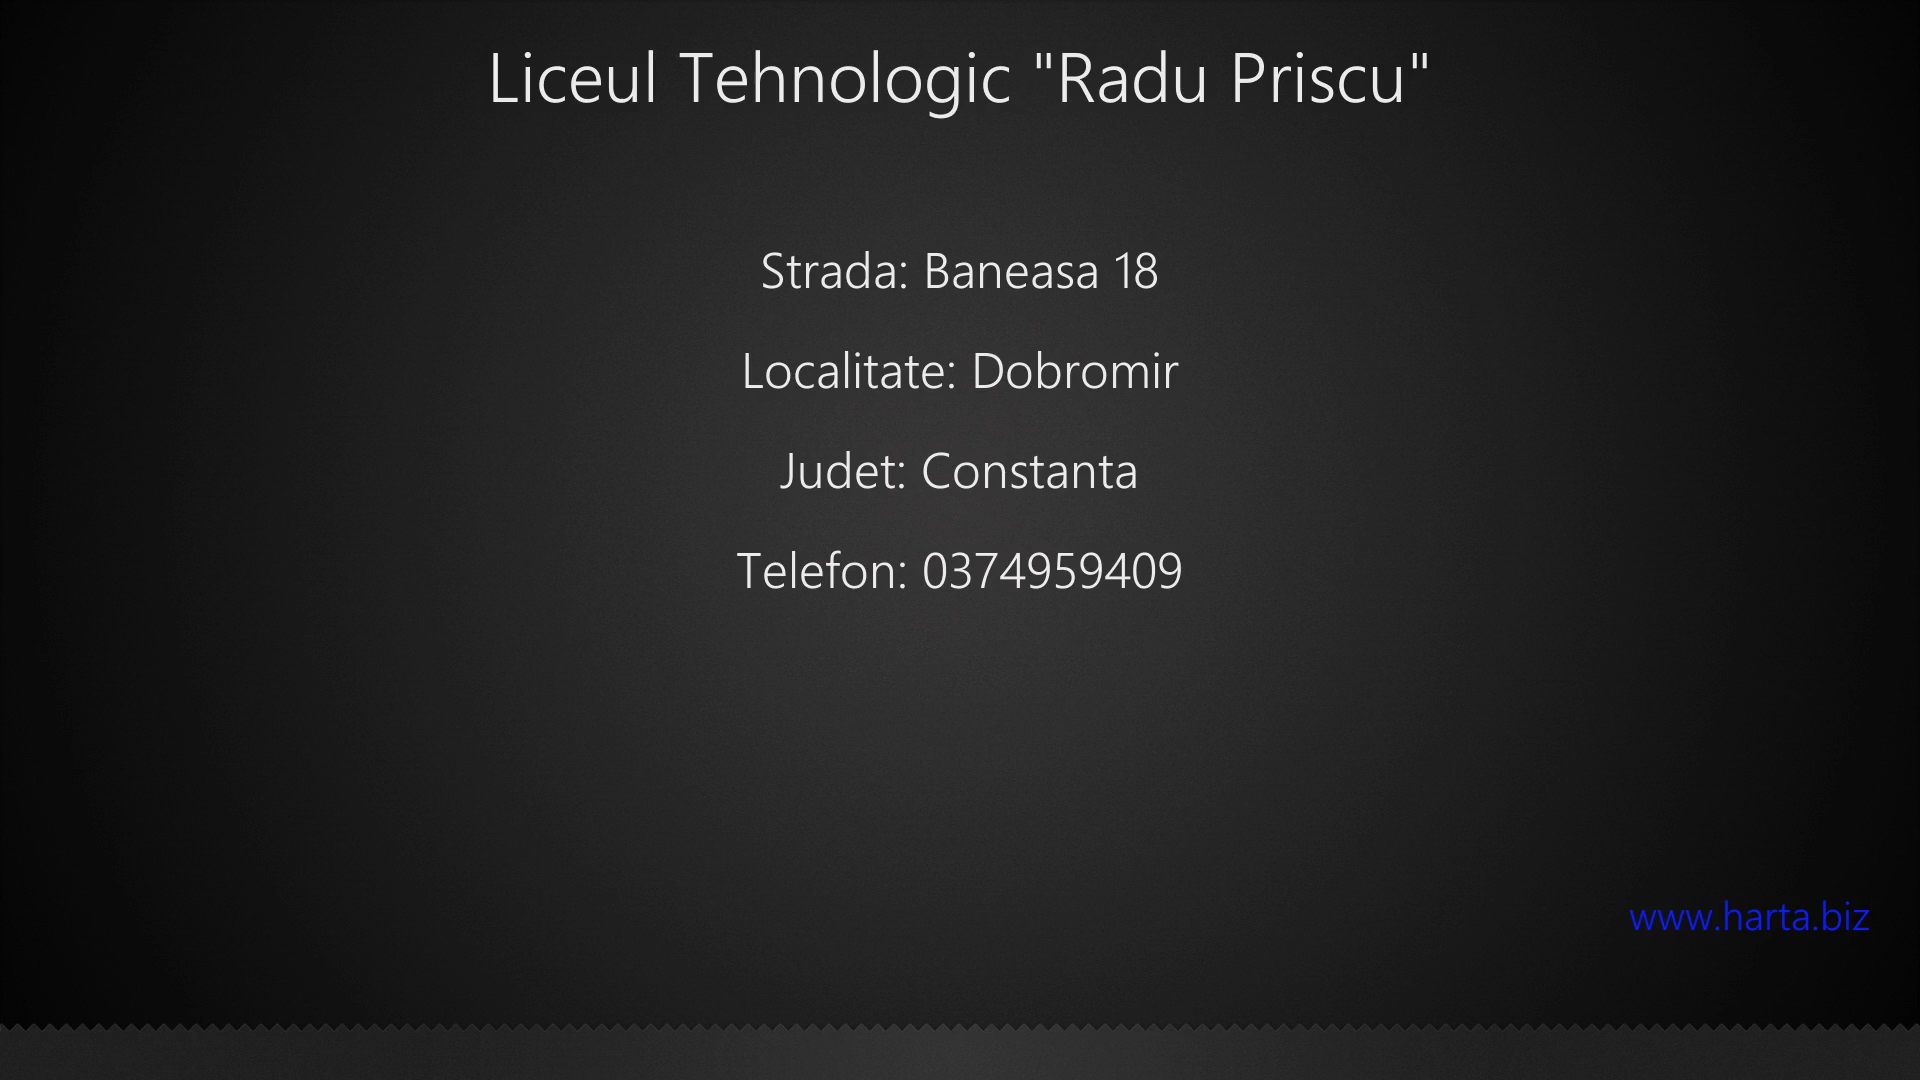 Liceul Tehnologic "Radu Priscu"
Strada: Baneasa 18
Localitate: Dobromir
Judet: Constanta
Telefon: 0374959409
www.harta.biz